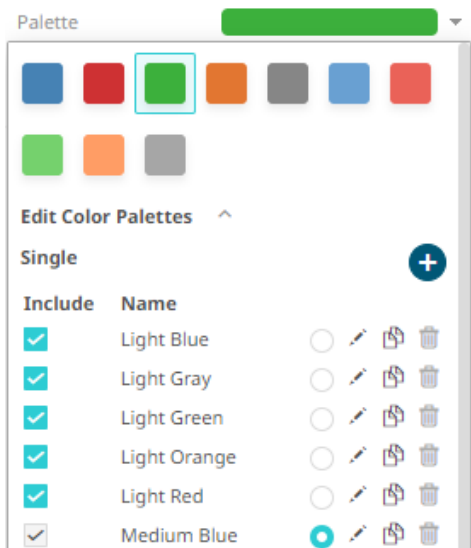 Palette
Edit Color Palettes
Single
Include Name
Light Blue
Light Gray
Light Green
Light Orange
Light Red
Medium Blue